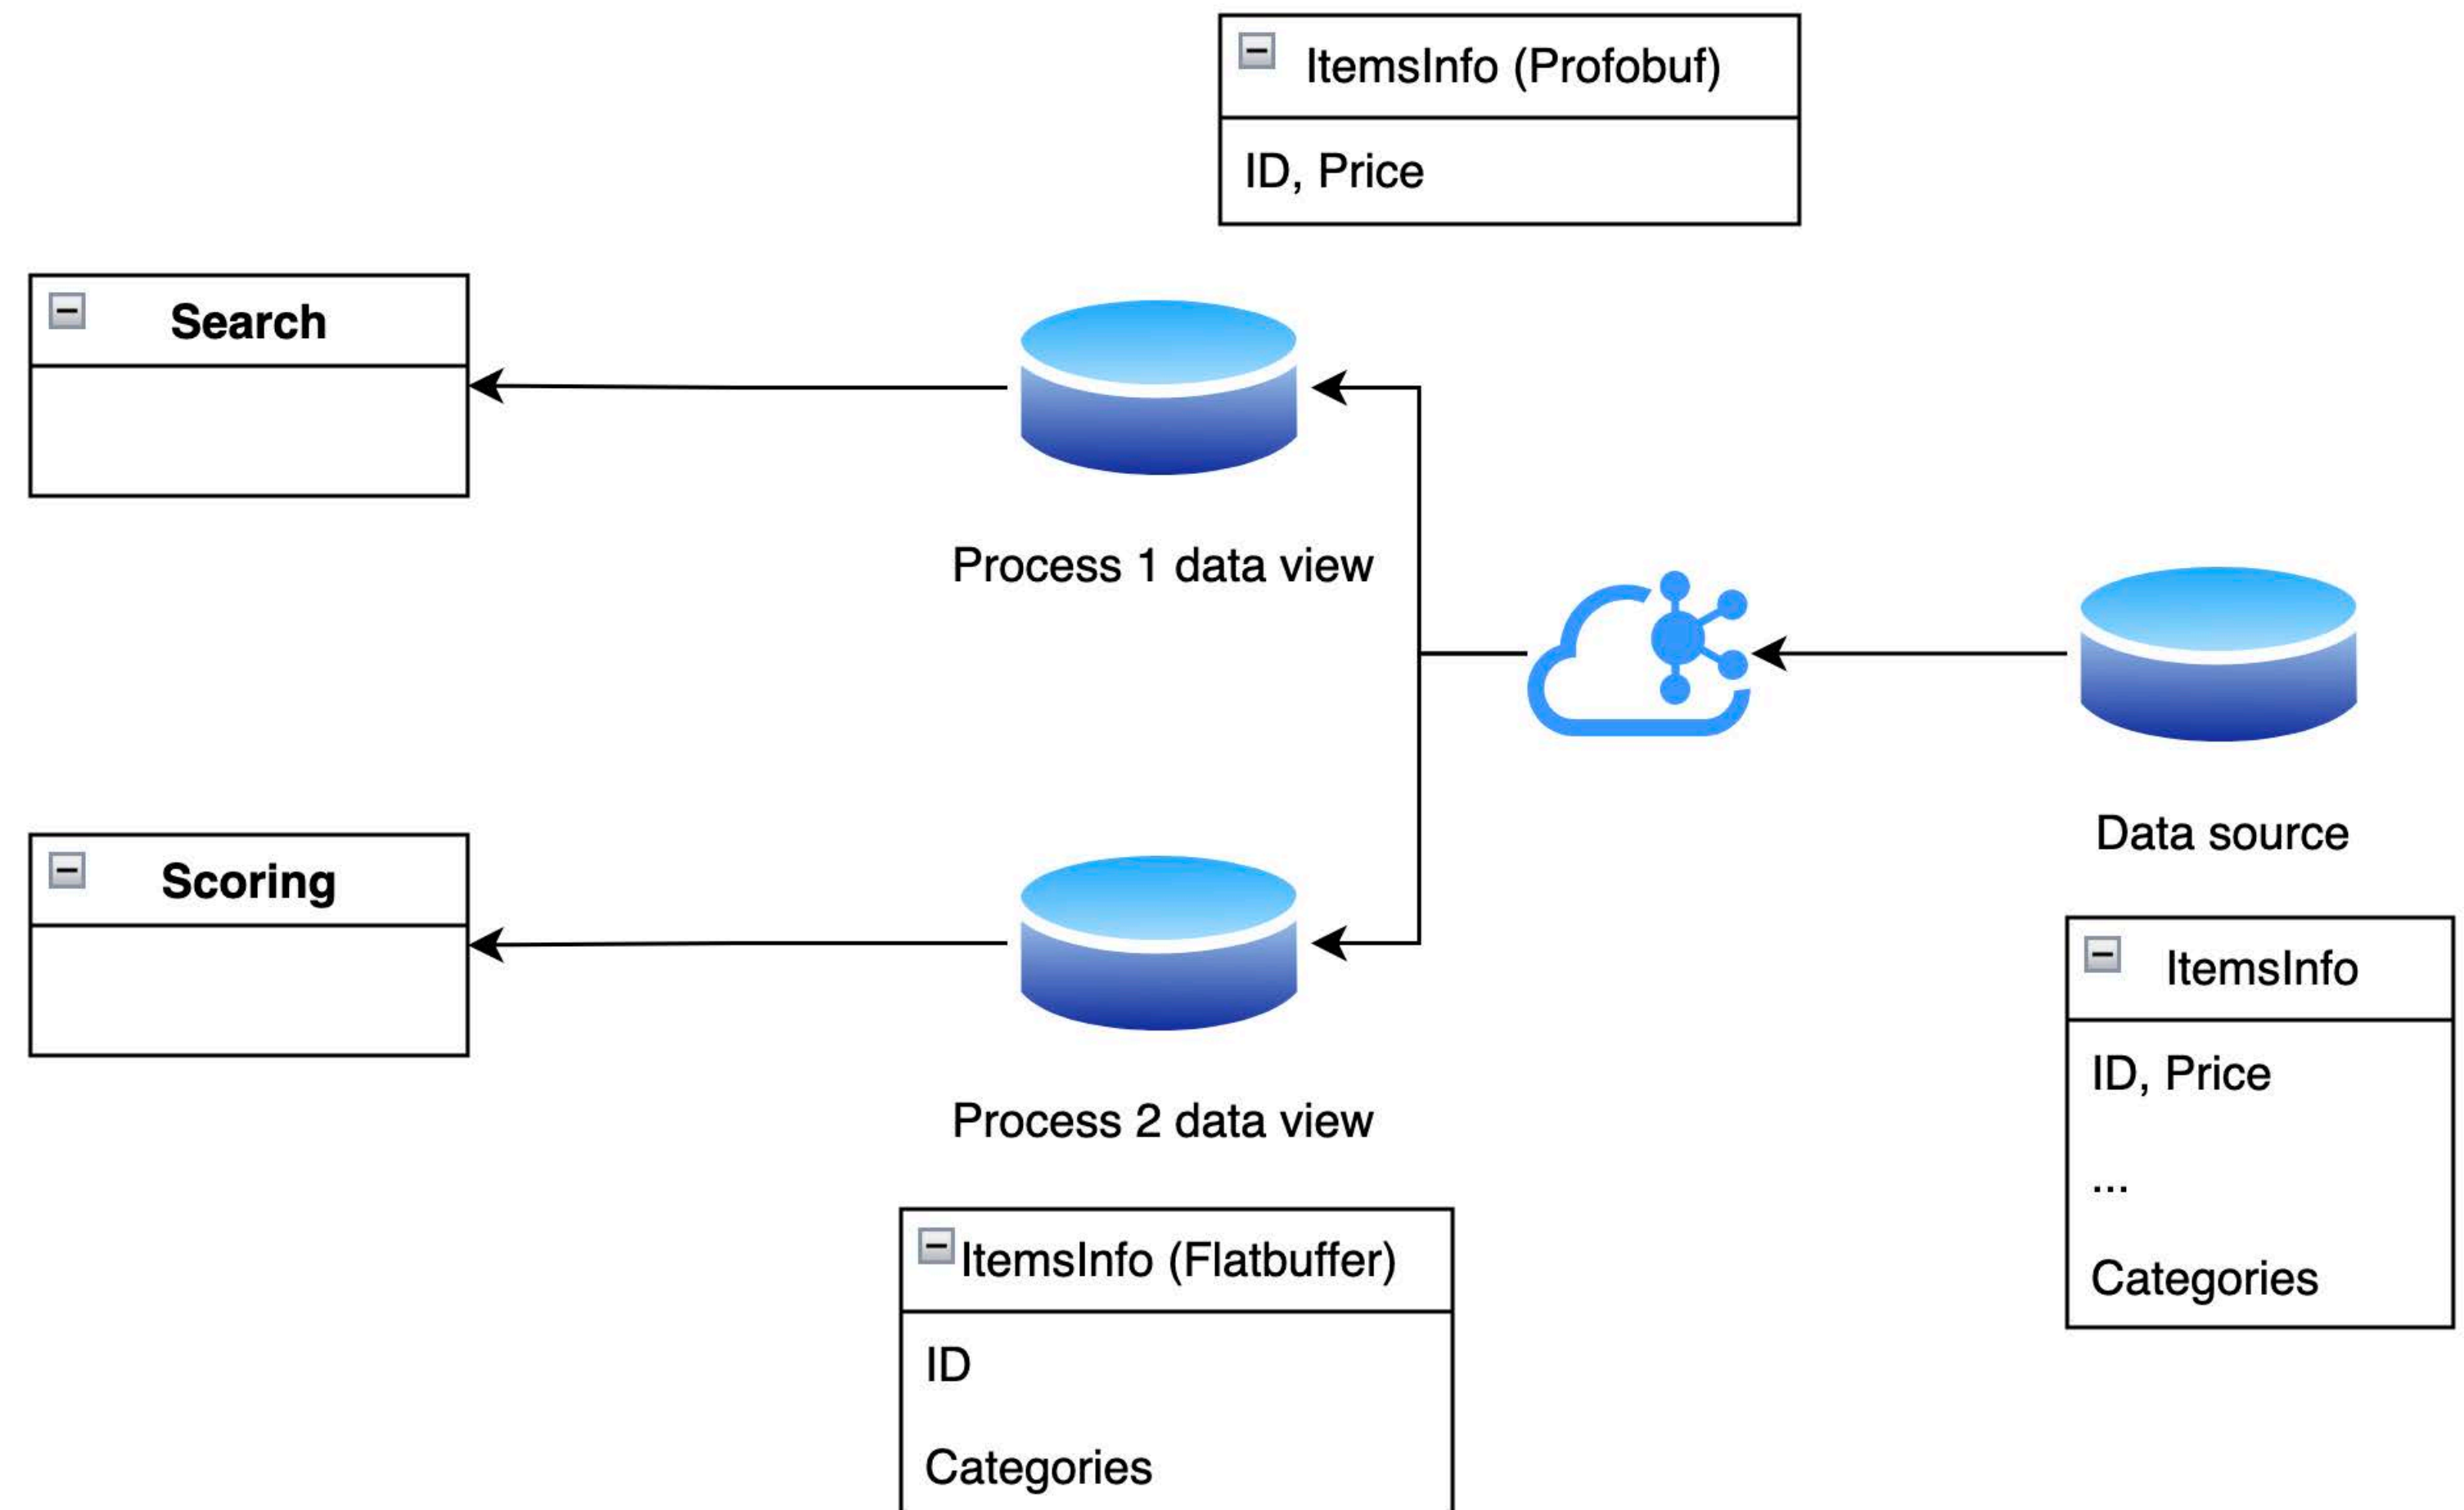 ItemsInfo (Profobuf)
ID, Price
Search
Process 1 data view
Data source
Scoring
ItemsInfo
ID, Price
...
Categories
Process 2 data view
ItemsInfo (Flatbuffer)
ID
Categories